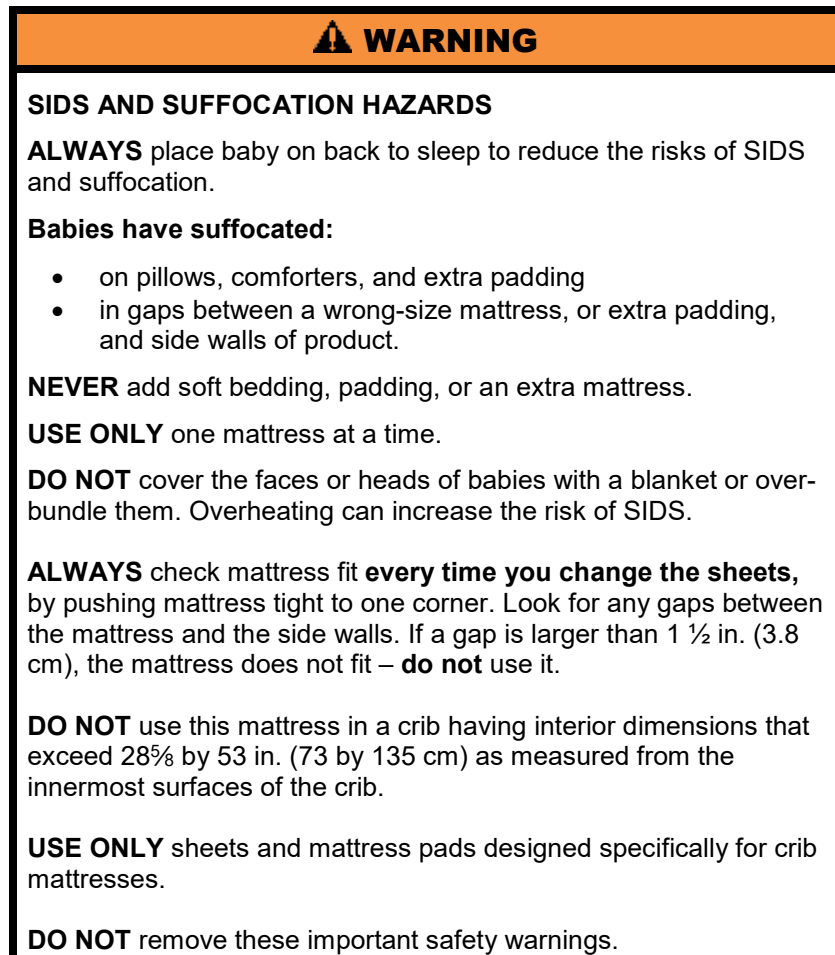 ⚠ WARNING
SIDS AND SUFFOCATION HAZARDS
ALWAYS place baby on back to sleep to reduce the risks of SIDS
and suffocation.
Babies have suffocated:
• on pillows, comforters, and extra padding
• in gaps between a wrong-size mattress, or extra padding,
and side walls of product.
NEVER add soft bedding, padding, or an extra mattress.
USE ONLY one mattress at a time.
DO NOT cover the faces or heads of babies with a blanket or over-
bundle them. Overheating can increase the risk of SIDS.
ALWAYS check mattress fit every time you change the sheets,
by pushing mattress tight to one corner. Look for any gaps between
the mattress and the side walls. If a gap is larger than 1 ½ in. (3.8
cm), the mattress does not fit – do not use it.
DO NOT use this mattress in a crib having interior dimensions that
exceed 28⅝ by 53 in. (73 by 135 cm) as measured from the
innermost surfaces of the crib.
USE ONLY sheets and mattress pads designed specifically for crib
mattresses.
DO NOT remove these important safety warnings.